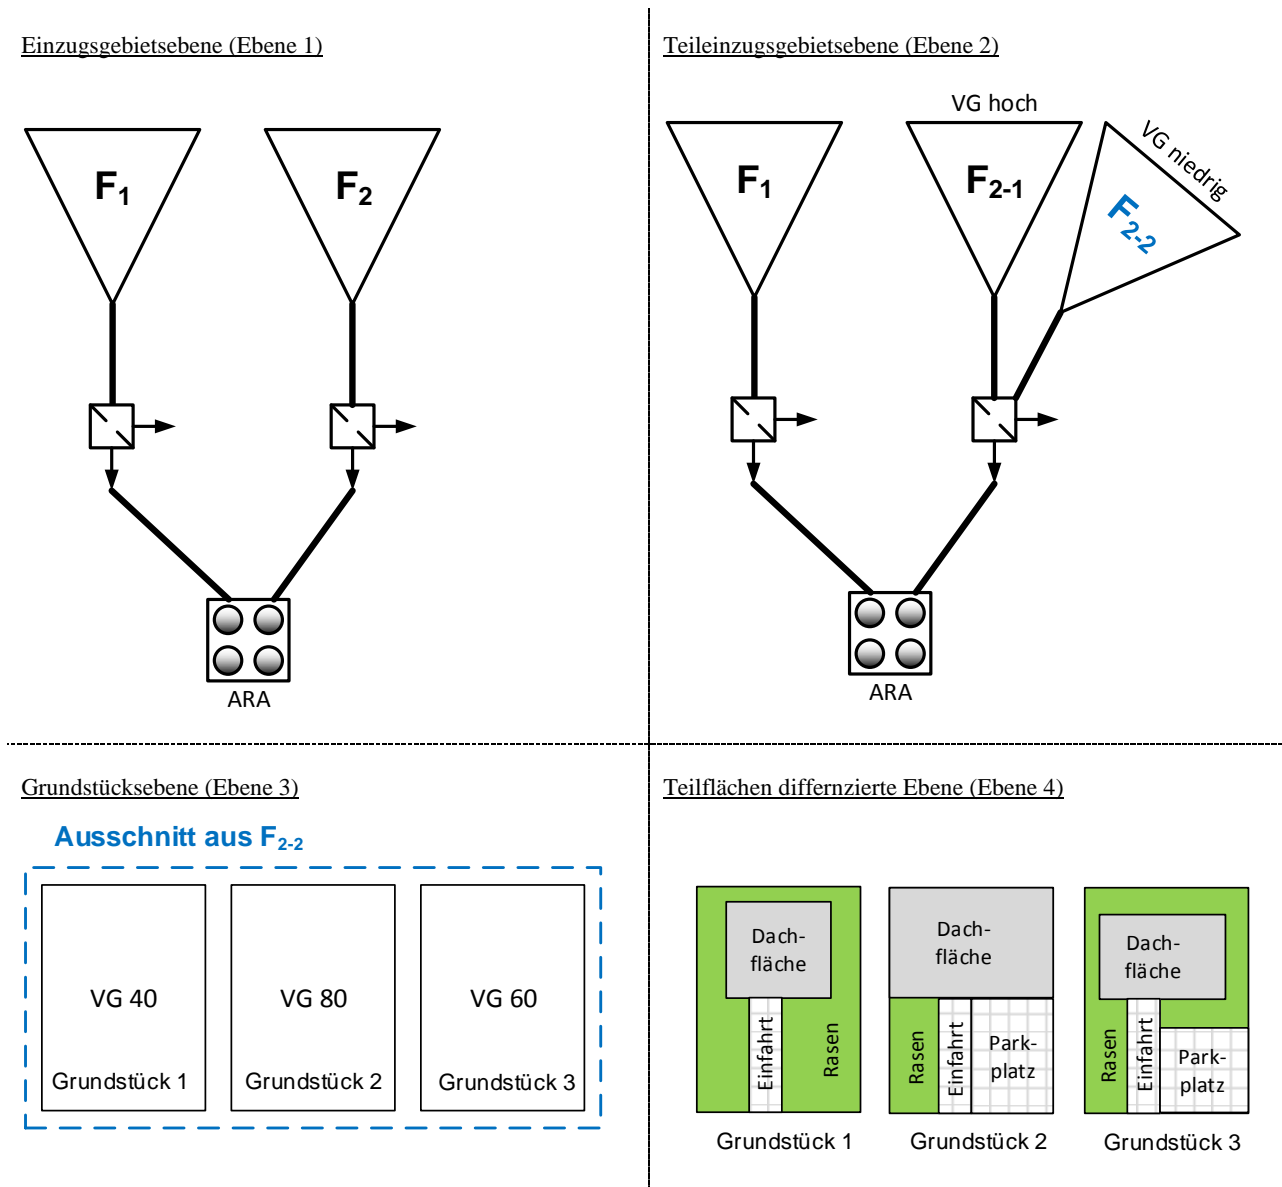 Einzugsgebietsebene (Ebene 1)
F1
F2
ARA
Teileinzugsgebietsebene (Ebene 2)
VG hoch
VG niedrig
F1
F2-1
F2-2
ARA
Grundstücksebene (Ebene 3)
Ausschnitt aus F2-2
VG 40
Grundstück 1
VG 80
Grundstück 2
VG 60
Grundstück 3
Teilflächen differnzierte Ebene (Ebene 4)
Dach-
fläche
Einfahrt
Rasen
Grundstück 1
Dach-
fläche
Rasen
Einfahrt
Park-
platz
Grundstück 2
Dach-
fläche
Rasen
Einfahrt
Park-
platz
Grundstück 3